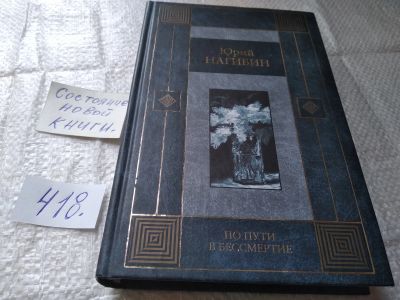 Юрий
НАГИБИН
ПО ПУТИ
В БЕССМЕРТИЕ
Состояние
новой
книги.
418.